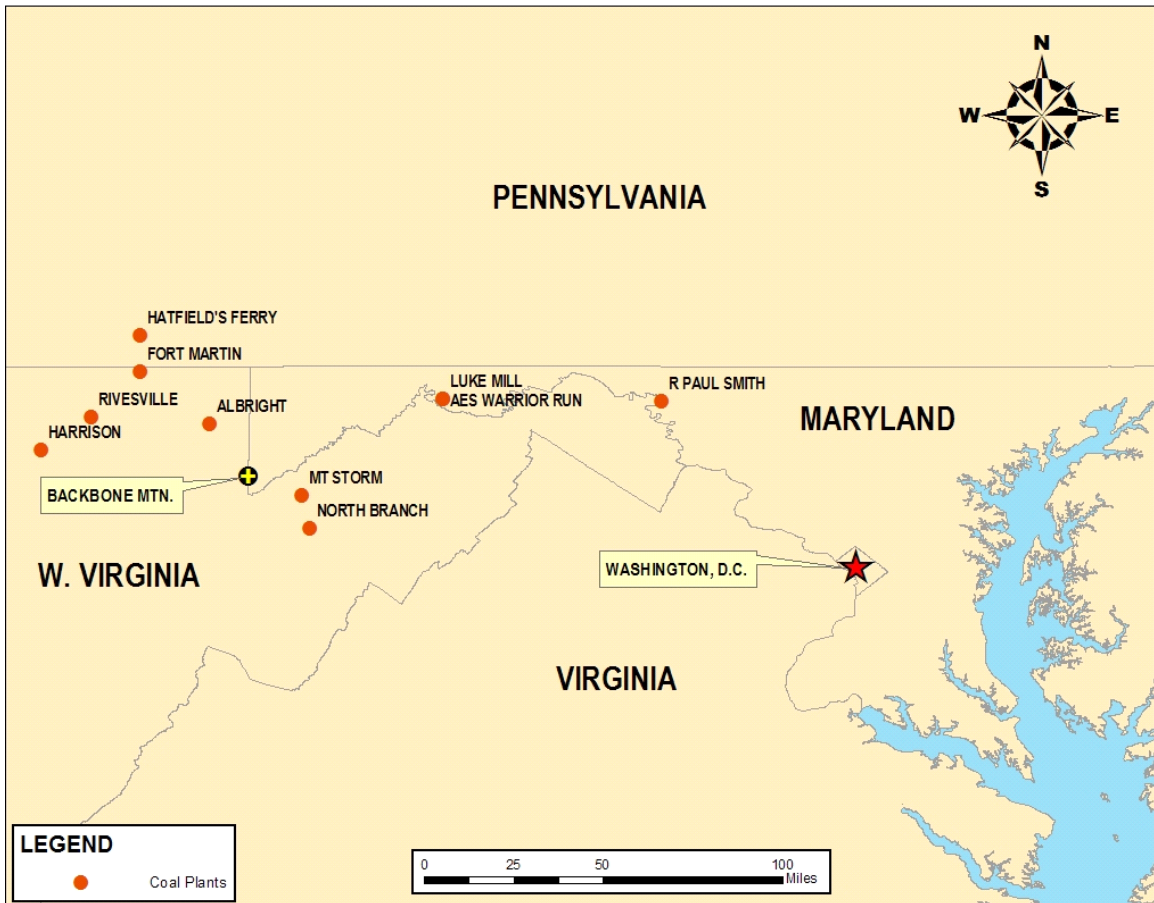 N
W
E
S
PENNSYLVANIA
HATFIELD'S FERRY
FORT MARTIN
LUKE MILL
AES WARRIOR RUN
R PAUL SMITH
RIVESVILLE
ALBRIGHT
MARYLAND
HARRISON
MT STORM
BACKBONE MTN.
NORTH BRANCH
W. VIRGINIA
WASHINGTON, D.C.
VIRGINIA
LEGEND
Coal Plants
0 25 50 100
Miles